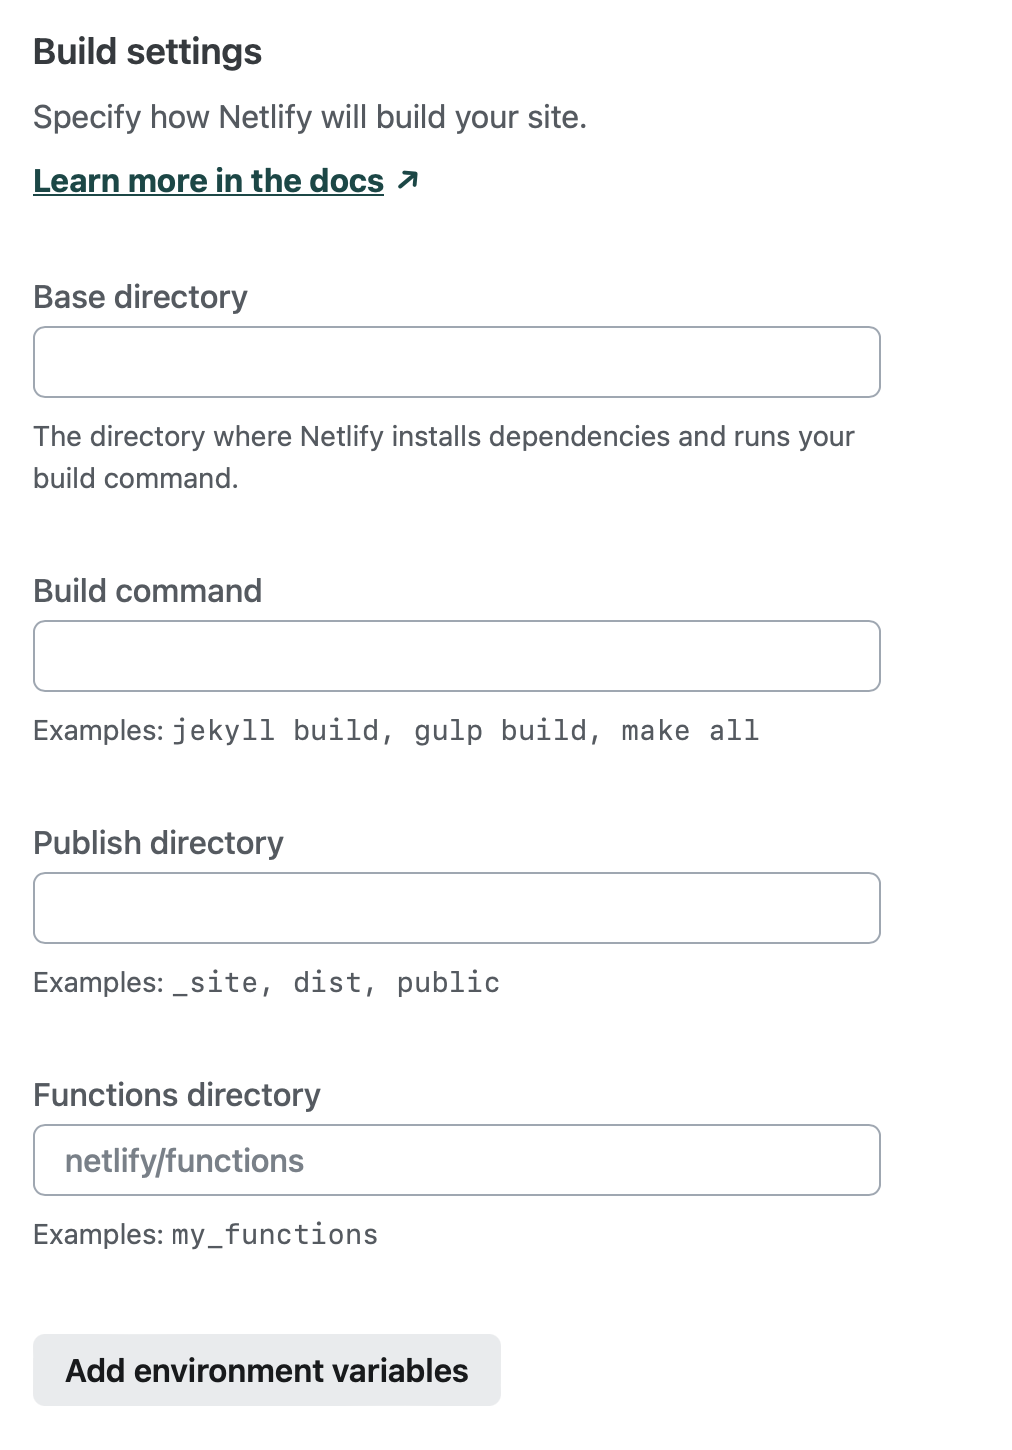 Build settings
Specify how Netlify will build your site.
Learn more in the docs ↗
Base directory
The directory where Netlify installs dependencies and runs your
build command.
Build command
Examples: jekyll build, gulp build, make all
Publish directory
Examples: _site, dist, public
Functions directory
netlify/functions
Examples: my_functions
Add environment variables